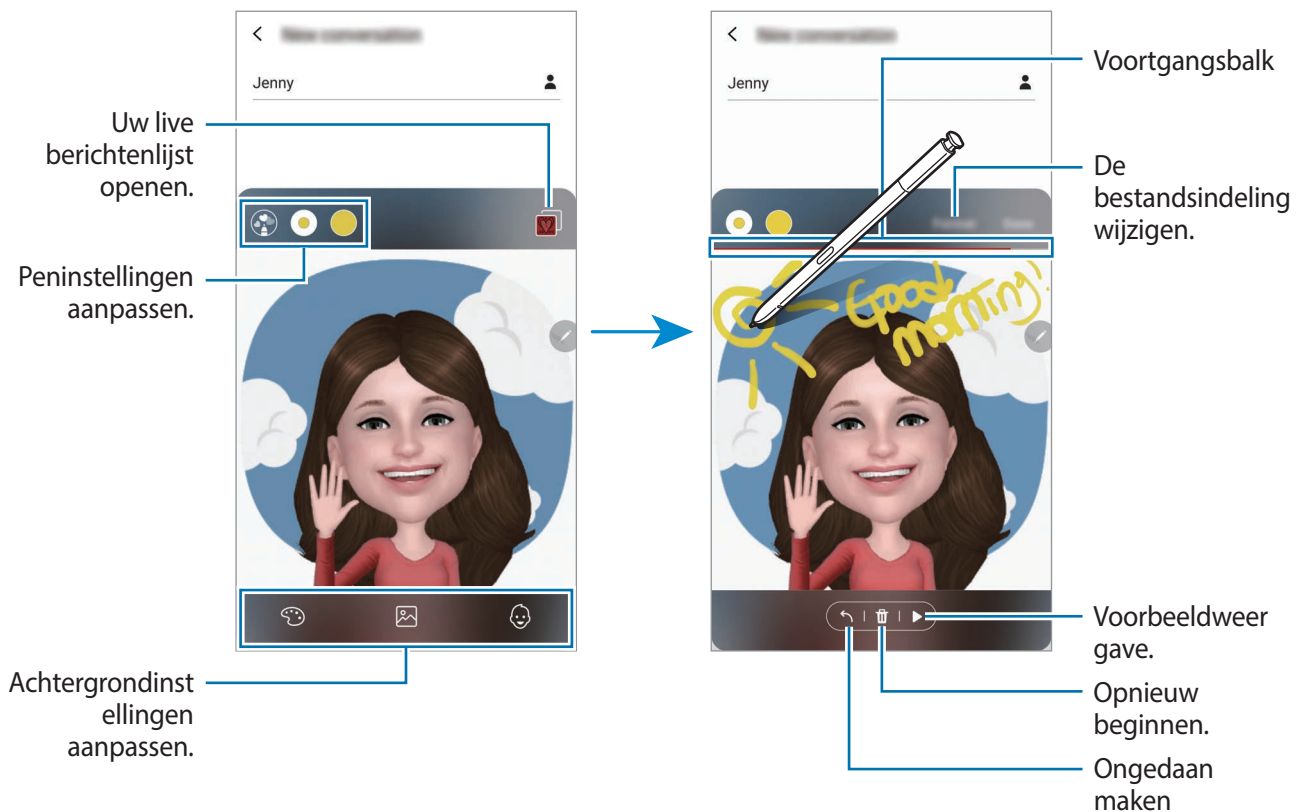 Jenny
Uw live
berichtenlijst
openen.
Peninstellingen
aanpassen.
Achtergrondinst
ellingen
aanpassen.
Jenny
Good
morning!
Voortgangsbalk
De
bestandsindeling
wijzigen.
Voorbeeldweer
gave.
Opnieuw
beginnen.
Ongedaan
maken